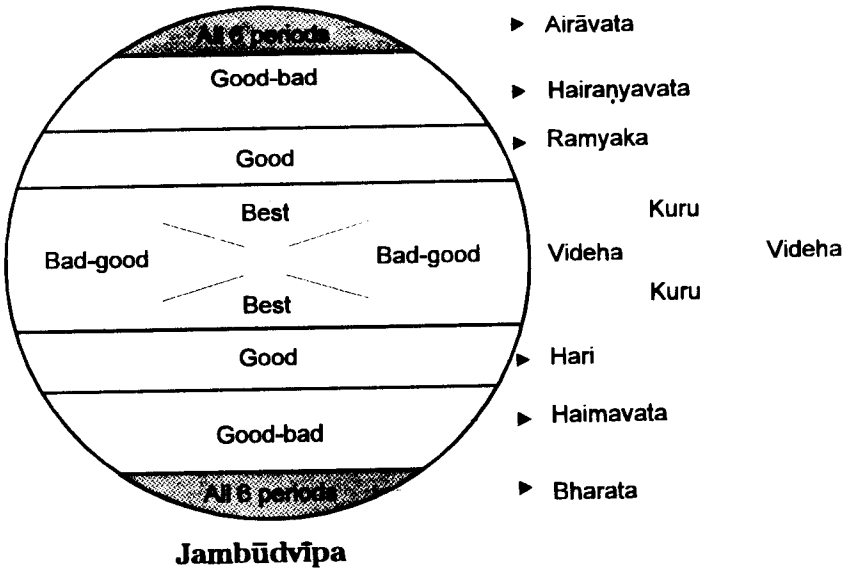 All 6 periods Airāvata
Good-bad Hairaṇyavata
Good Ramyaka
Best Kuru
Bad-good Bad-good Videha Videha
Best Kuru
Good Hari
Good-bad Haimavata
All 6 periods Bharata
Jambūdvīpa